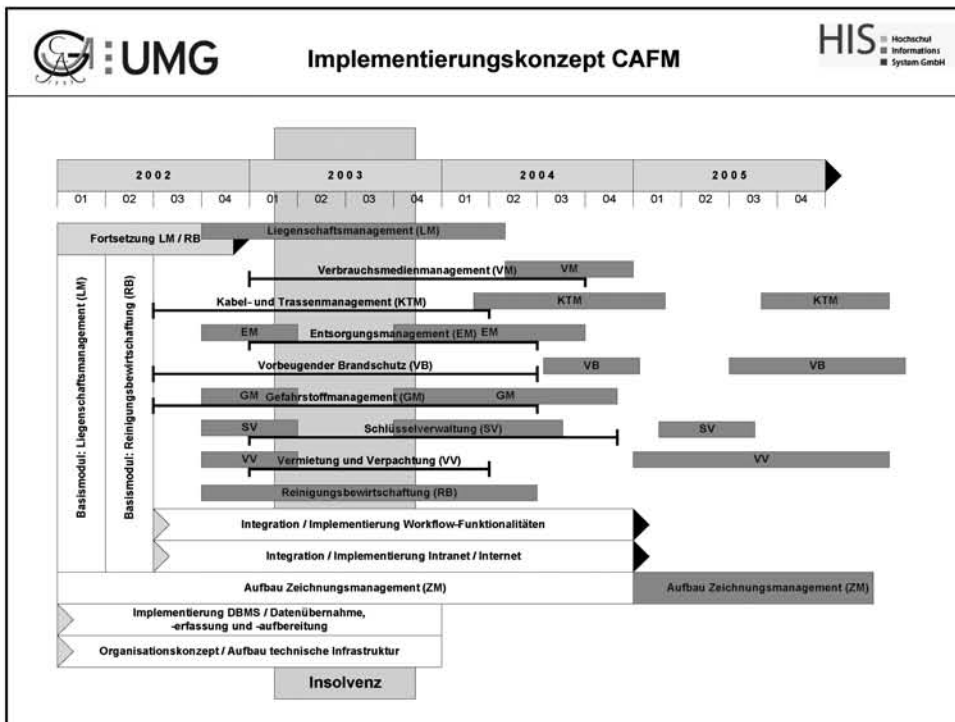 UMG
Implementierungskonzept CAFM
HIS
Hochschul
Informations
System GmbH
2002 2003 2004 2005
01 02 03 04 01 02 03 04 01 02 03 04 01 02 03 04
Fortsetzung LM / RB
Liegenschaftsmanagement (LM)
Basismodul: Liegenschaftsmanagement (LM)
Basismodul: Reinigungsbewirtschaftung (RB)
Verbrauchsmedienmanagement (VM) VM
Kabel- und Trassenmanagement (KTM) KTM KTM
EM Entsorgungsmanagement (EM) EM
Vorbeugender Brandschutz (VB) VB VB
GM Gefahrstoffmanagement (GM) GM
SV Schlüsselverwaltung (SV) SV
VV Vermietung und Verpachtung (VV) VV
Reinigungsbewirtschaftung (RB)
Integration / Implementierung Workflow-Funktionalitäten
Integration / Implementierung Intranet / Internet
Aufbau Zeichnungsmanagement (ZM) Aufbau Zeichnungsmanagement (ZM)
Implementierung DBMS / Datenübernahme,
-erfassung und -aufbereitung
Organisationskonzept / Aufbau technische Infrastruktur
Insolvenz